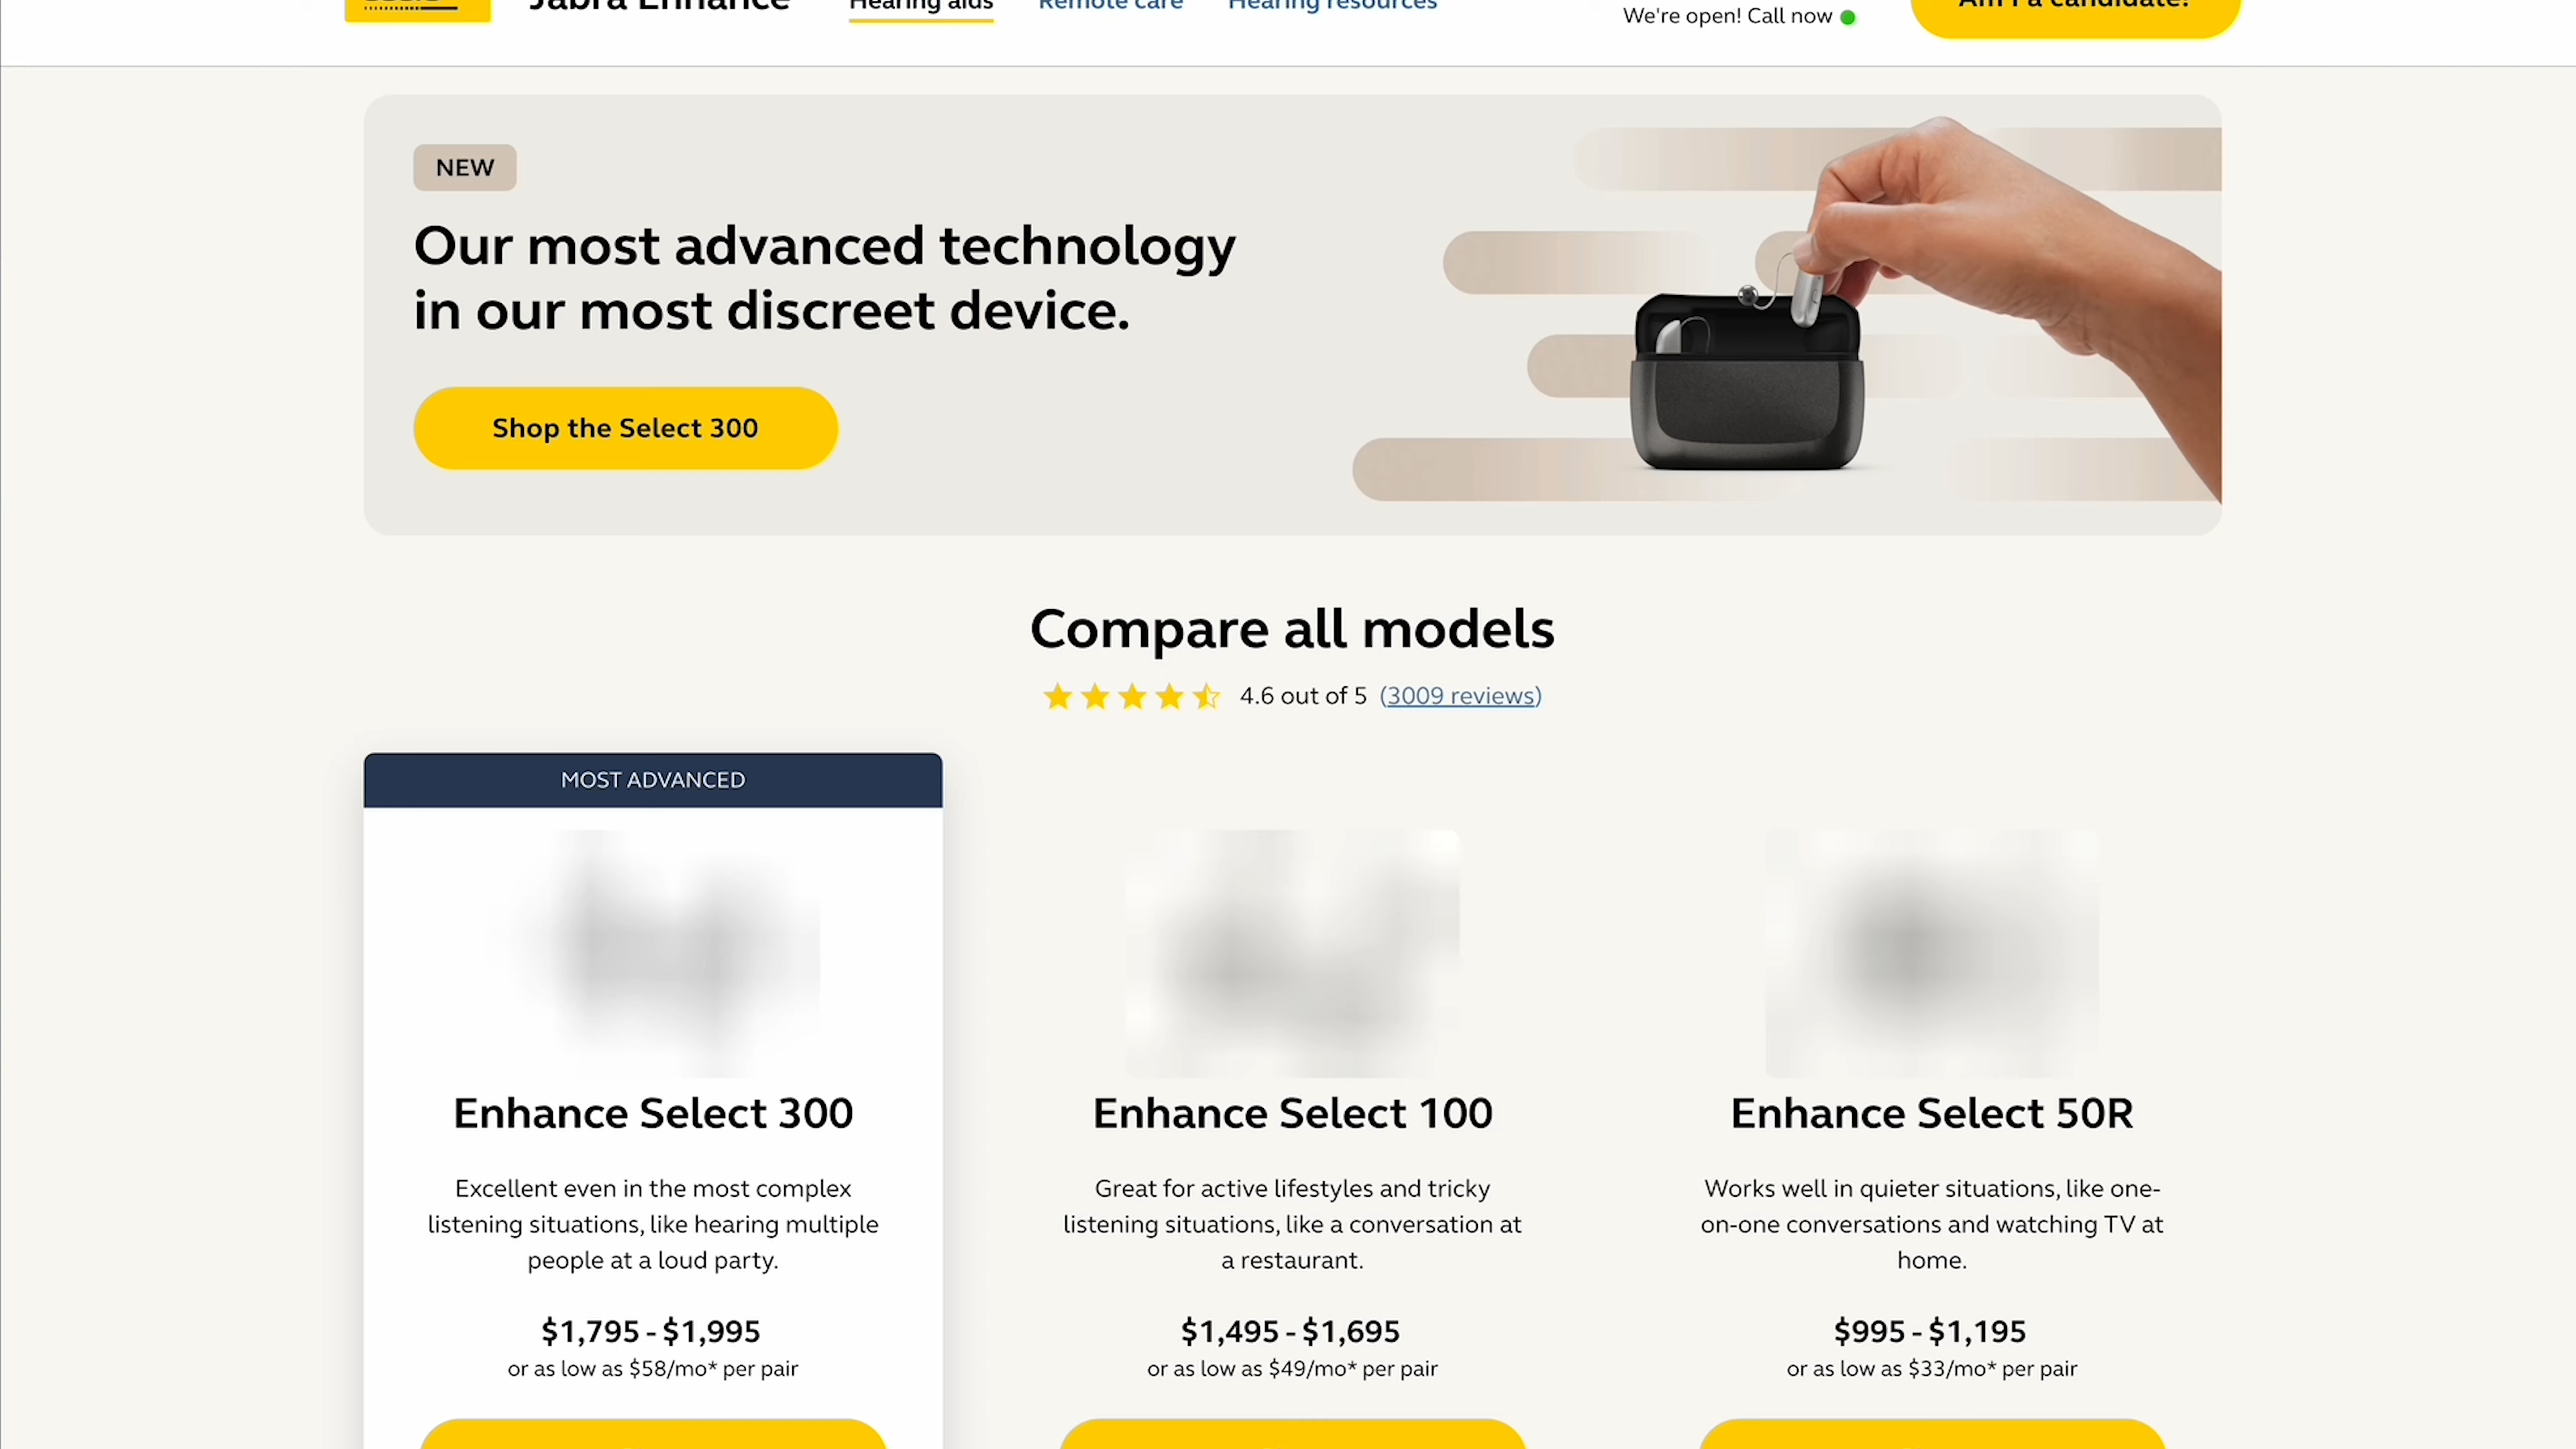 Jabra Enhance
Hearing aids
Remote care
Hearing resources
We're open! Call now
Am I a candidate?
NEW
Our most advanced technology
in our most discreet device.
Shop the Select 300
Compare all models
4.6 out of 5 (3009 reviews)
MOST ADVANCED
Enhance Select 300
Excellent even in the most complex
listening situations, like hearing multiple
people at a loud party.
$1,795 - $1,995
or as low as $58/mo* per pair
Enhance Select 100
Great for active lifestyles and tricky
listening situations, like a conversation at
a restaurant.
$1,495 - $1,695
or as low as $49/mo* per pair
Enhance Select 50R
Works well in quieter situations, like one-
on-one conversations and watching TV at
home.
$995 - $1,195
or as low as $33/mo* per pair